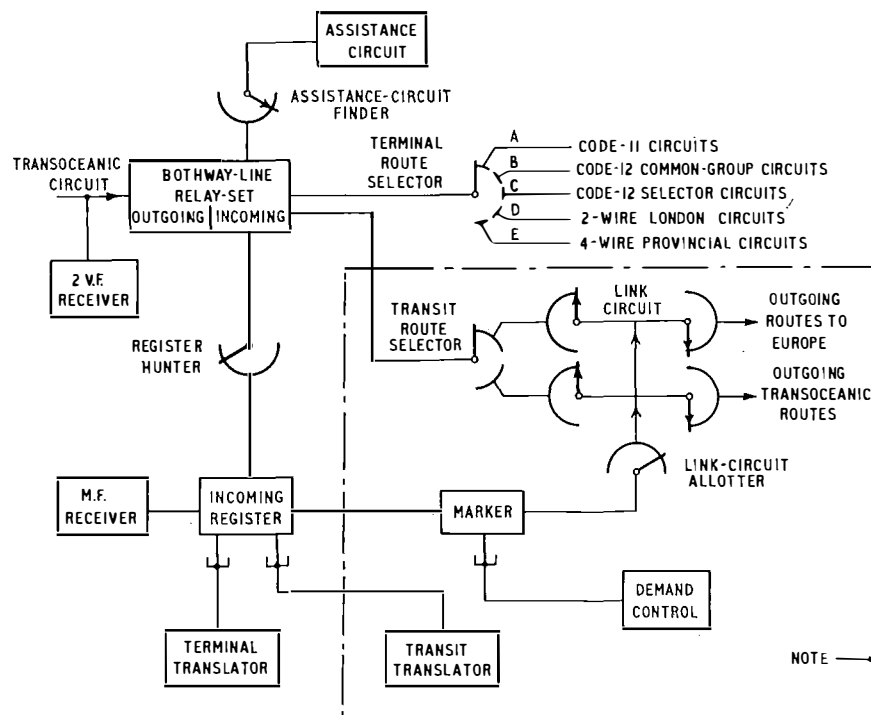 ASSISTANCE
CIRCUIT
ASSISTANCE-CIRCUIT
FINDER
TRANSOCEANIC
CIRCUIT
BOTHWAY-LINE
RELAY-SET
OUTGOING INCOMING
2 V.F.
RECEIVER
TERMINAL
ROUTE
SELECTOR
A
CODE-11 CIRCUITS
B
CODE-12 COMMON-GROUP CIRCUITS
C
CODE-12 SELECTOR CIRCUITS
D
2-WIRE LONDON CIRCUITS
E
4-WIRE PROVINCIAL CIRCUITS
REGISTER
HUNTER
TRANSIT
ROUTE
SELECTOR
LINK
CIRCUIT
OUTGOING
ROUTES TO
EUROPE
OUTGOING
TRANSOCEANIC
ROUTES
LINK-CIRCUIT
ALLOTTER
M.F.
RECEIVER
INCOMING
REGISTER
MARKER
DEMAND
CONTROL
TERMINAL
TRANSLATOR
TRANSIT
TRANSLATOR
NOTE